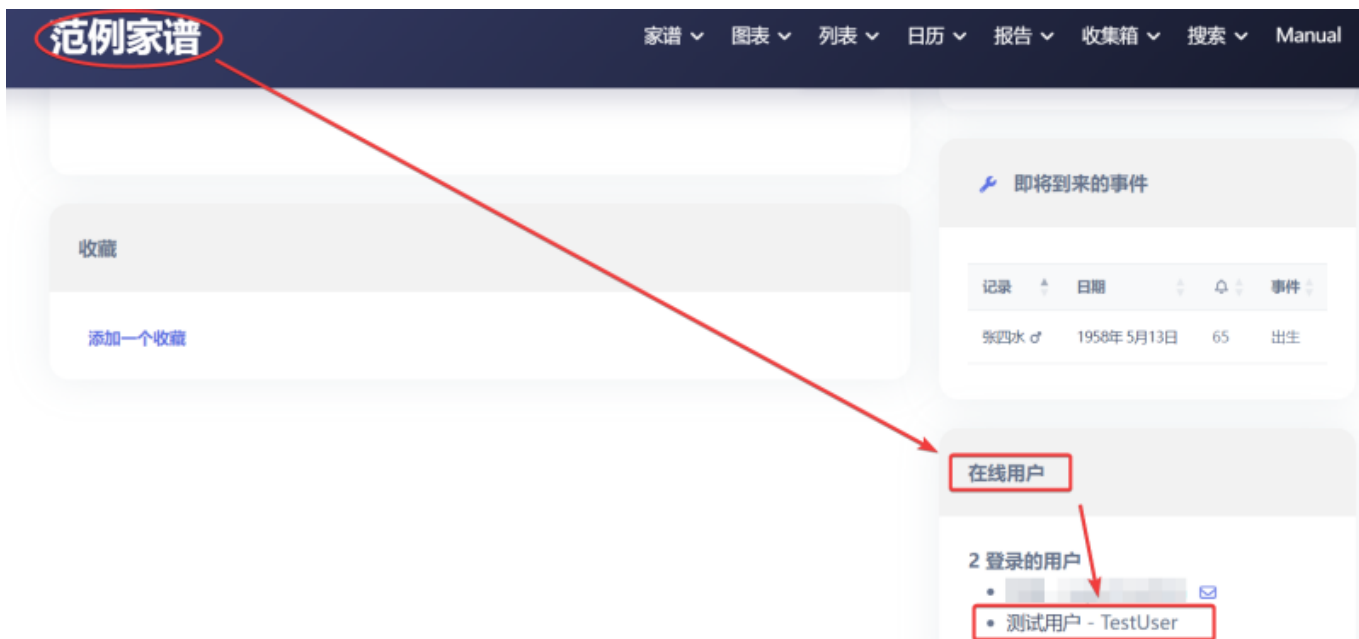 范例家谱
家谱 图表 列表 日历 报告 收集箱 搜索 Manual
即将到来的事件
收藏
记录 日期 事件
添加一个收藏
张四水 1958年 5月13日 65 出生
在线用户
2 登录的用户
测试用户 - TestUser